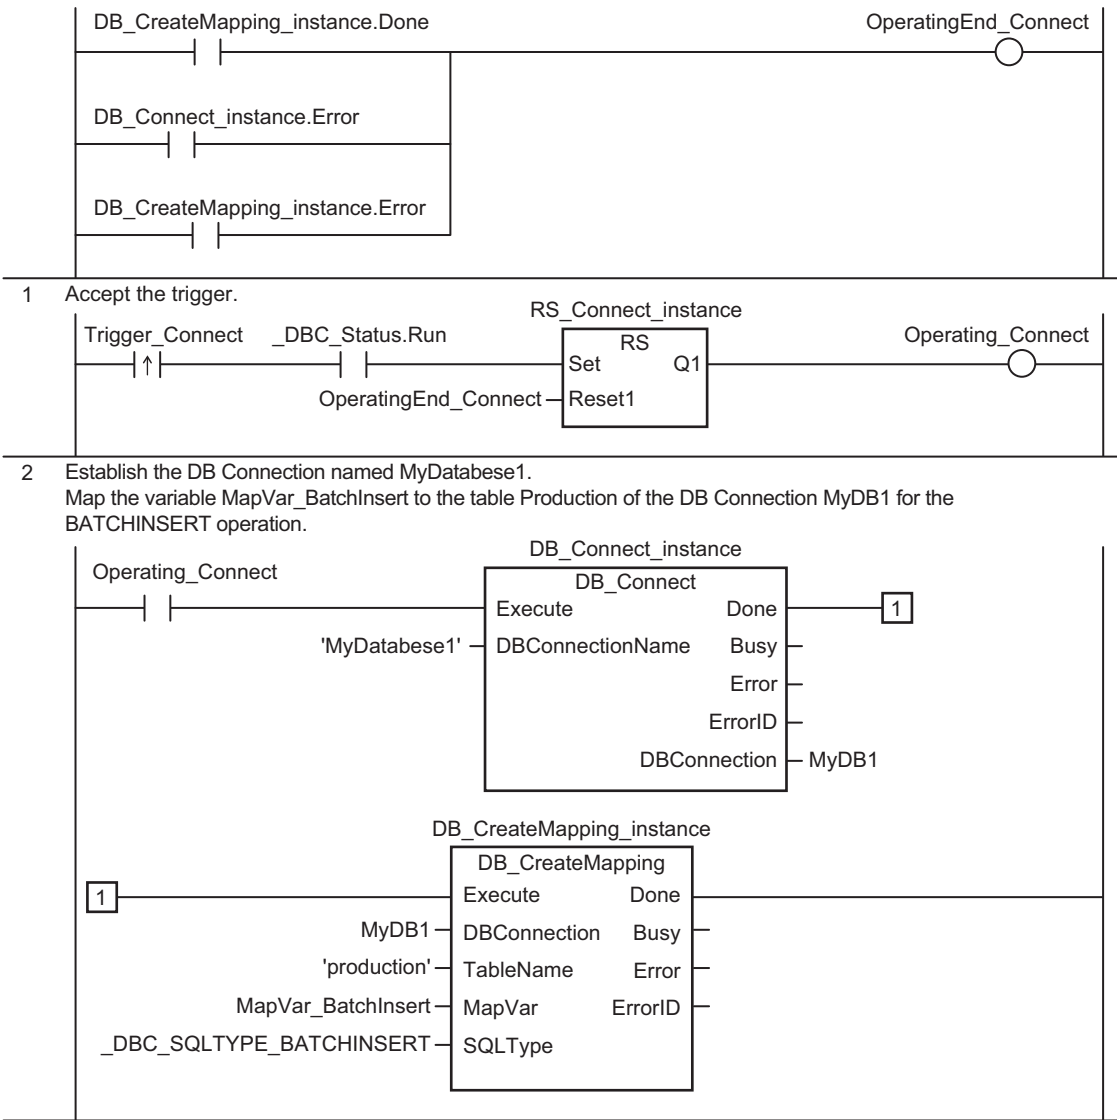 DB_CreateMapping_instance.Done
OperatingEnd_Connect
DB_Connect_instance.Error
DB_CreateMapping_instance.Error
1 Accept the trigger.
RS_Connect_instance
Trigger_Connect _DBC_Status.Run RS Operating_Connect
Set Q1
OperatingEnd_Connect Reset1
2 Establish the DB Connection named MyDatabese1.
Map the variable MapVar_BatchInsert to the table Production of the DB Connection MyDB1 for the
BATCHINSERT operation.
DB_Connect_instance
Operating_Connect DB_Connect
Execute Done 1
'MyDatabese1' DBConnectionName Busy
Error
ErrorID
DBConnection MyDB1
DB_CreateMapping_instance
DB_CreateMapping
1 Execute Done
MyDB1 DBConnection Busy
'production' TableName Error
MapVar_BatchInsert MapVar ErrorID
_DBC_SQLTYPE_BATCHINSERT SQLType